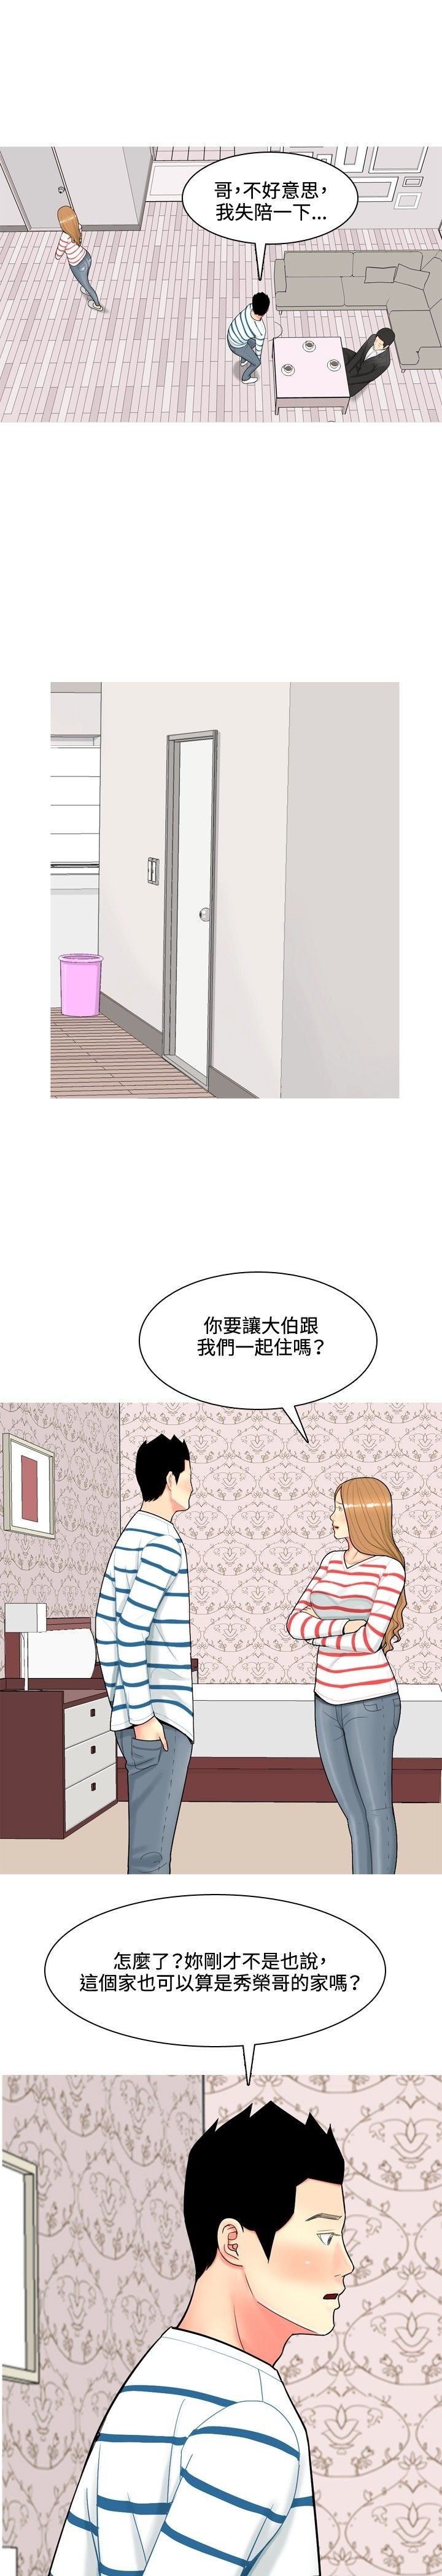 哥，不好意思，
我失陪一下...
你要讓大伯跟
我們一起住嗎？
怎麼了？妳剛才不是也說，
這個家也可以算是秀榮哥的家嗎？